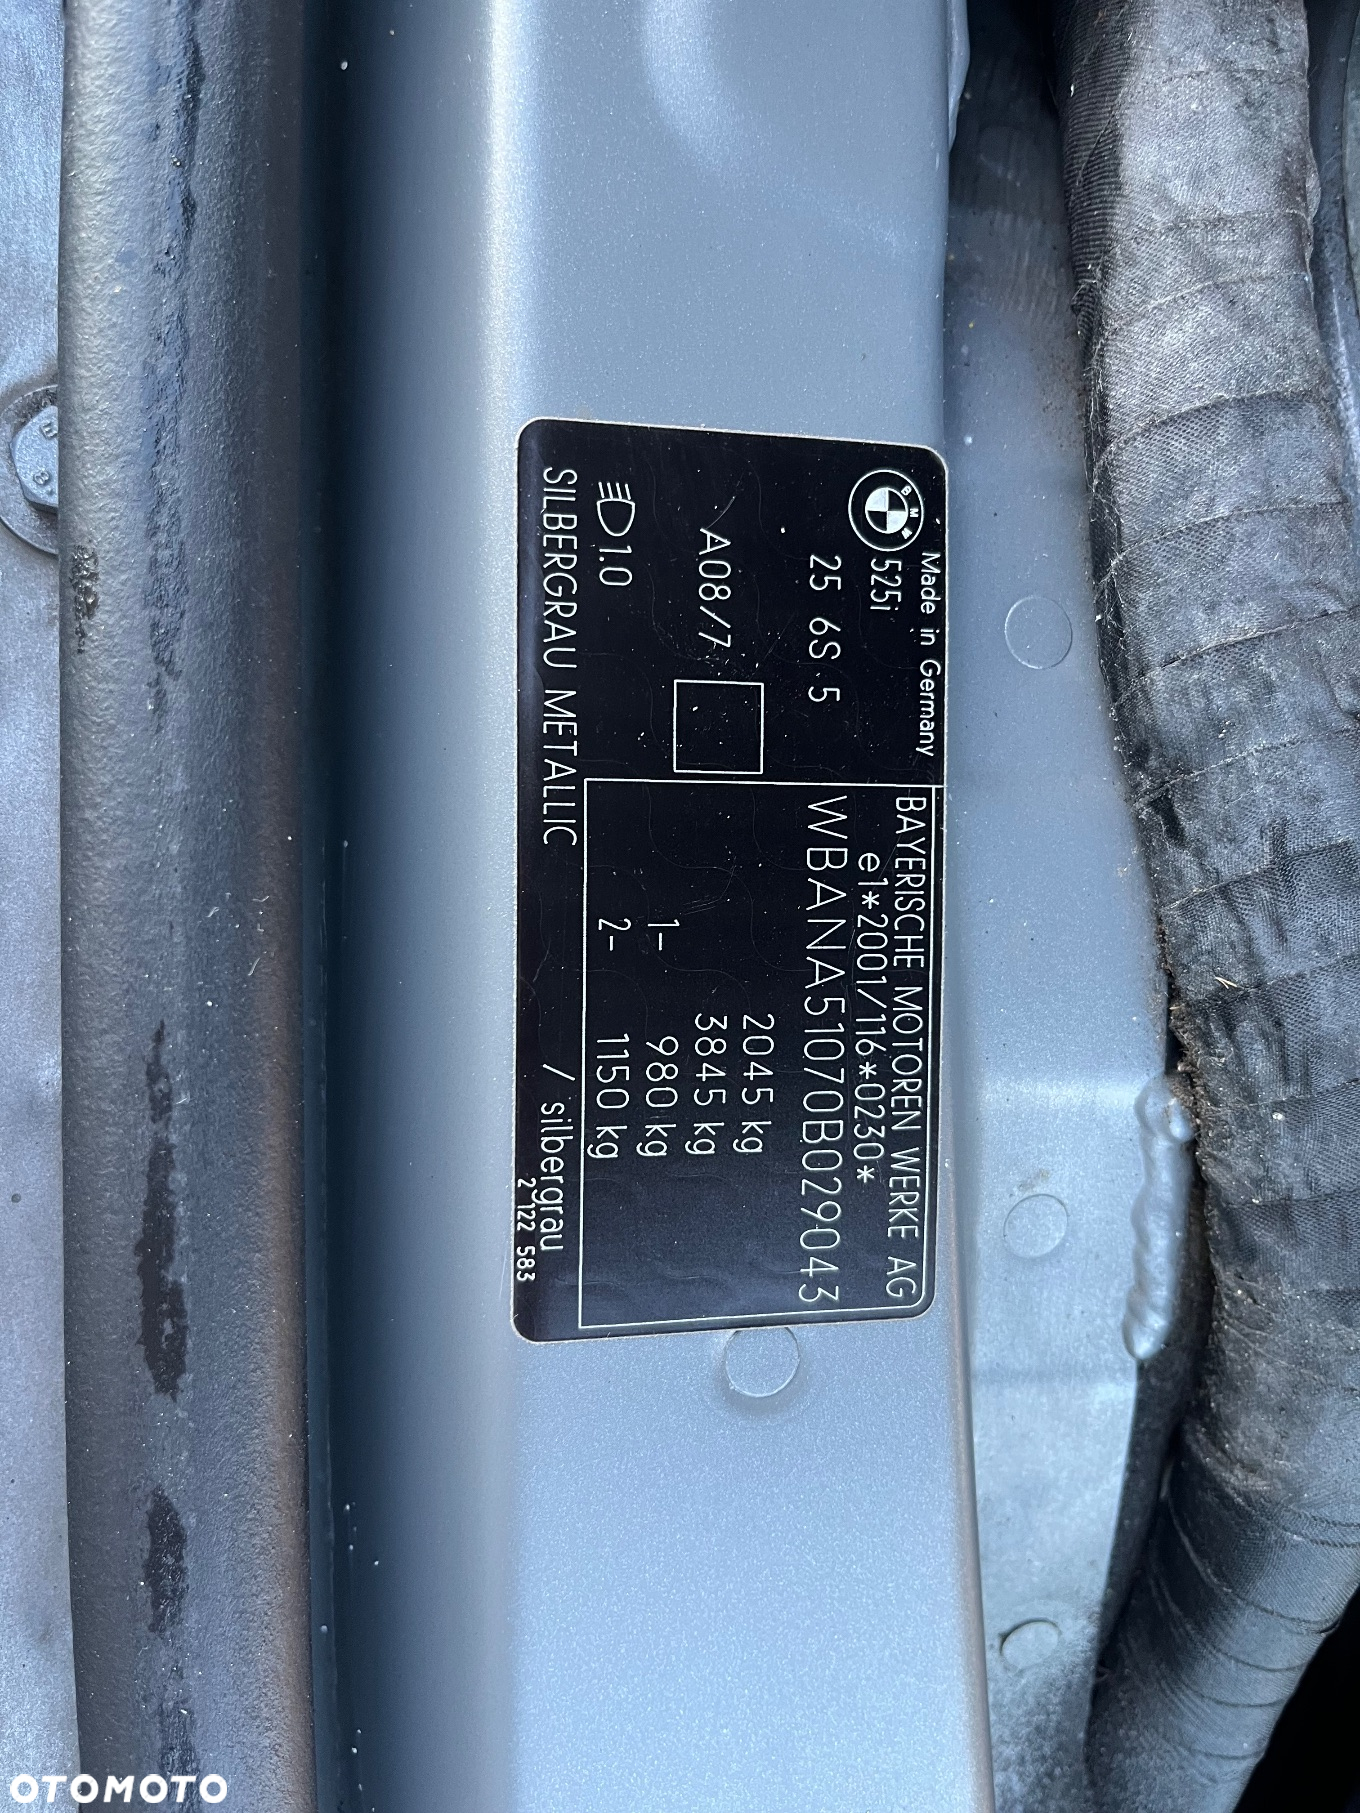 Made in Germany
BMW
525i
25 6S 5
A08/7
1.0
SILBERGRAU METALLIC / silbergrau
2 122 583
BAYERISCHE MOTOREN WERKE AG
e1*2001/116*0230*
WBANA51070B029043
2045 kg
3845 kg
1- 980 kg
2- 1150 kg
OTOMOTO